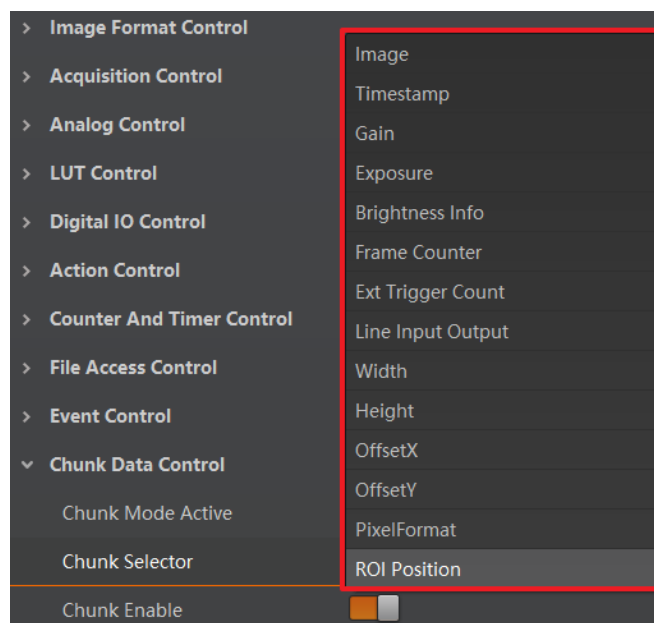 Image Format Control
Acquisition Control
Analog Control
LUT Control
Digital IO Control
Action Control
Counter And Timer Control
File Access Control
Event Control
Chunk Data Control
Chunk Mode Active
Chunk Selector
Chunk Enable
Image
Timestamp
Gain
Exposure
Brightness Info
Frame Counter
Ext Trigger Count
Line Input Output
Width
Height
OffsetX
OffsetY
PixelFormat
ROI Position